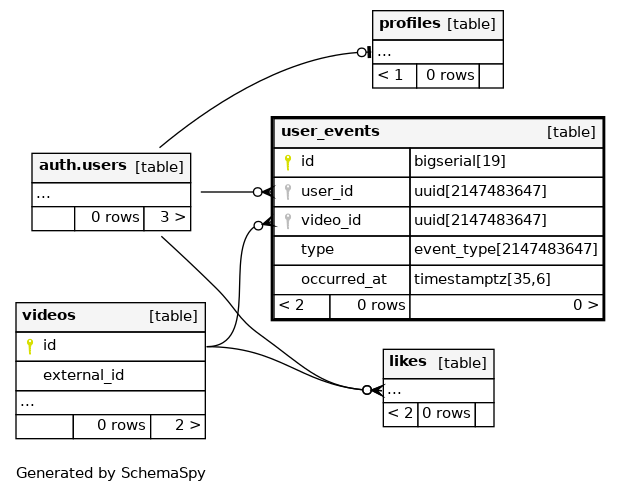 profiles [table]
...
< 1 0 rows
user_events [table]
id bigserial[19]
user_id uuid[2147483647]
video_id uuid[2147483647]
type event_type[2147483647]
occurred_at timestamptz[35,6]
< 2 0 rows 0 >
auth.users [table]
...
0 rows 3 >
videos [table]
id
external_id
...
0 rows 2 >
likes [table]
...
< 2 0 rows
Generated by SchemaSpy